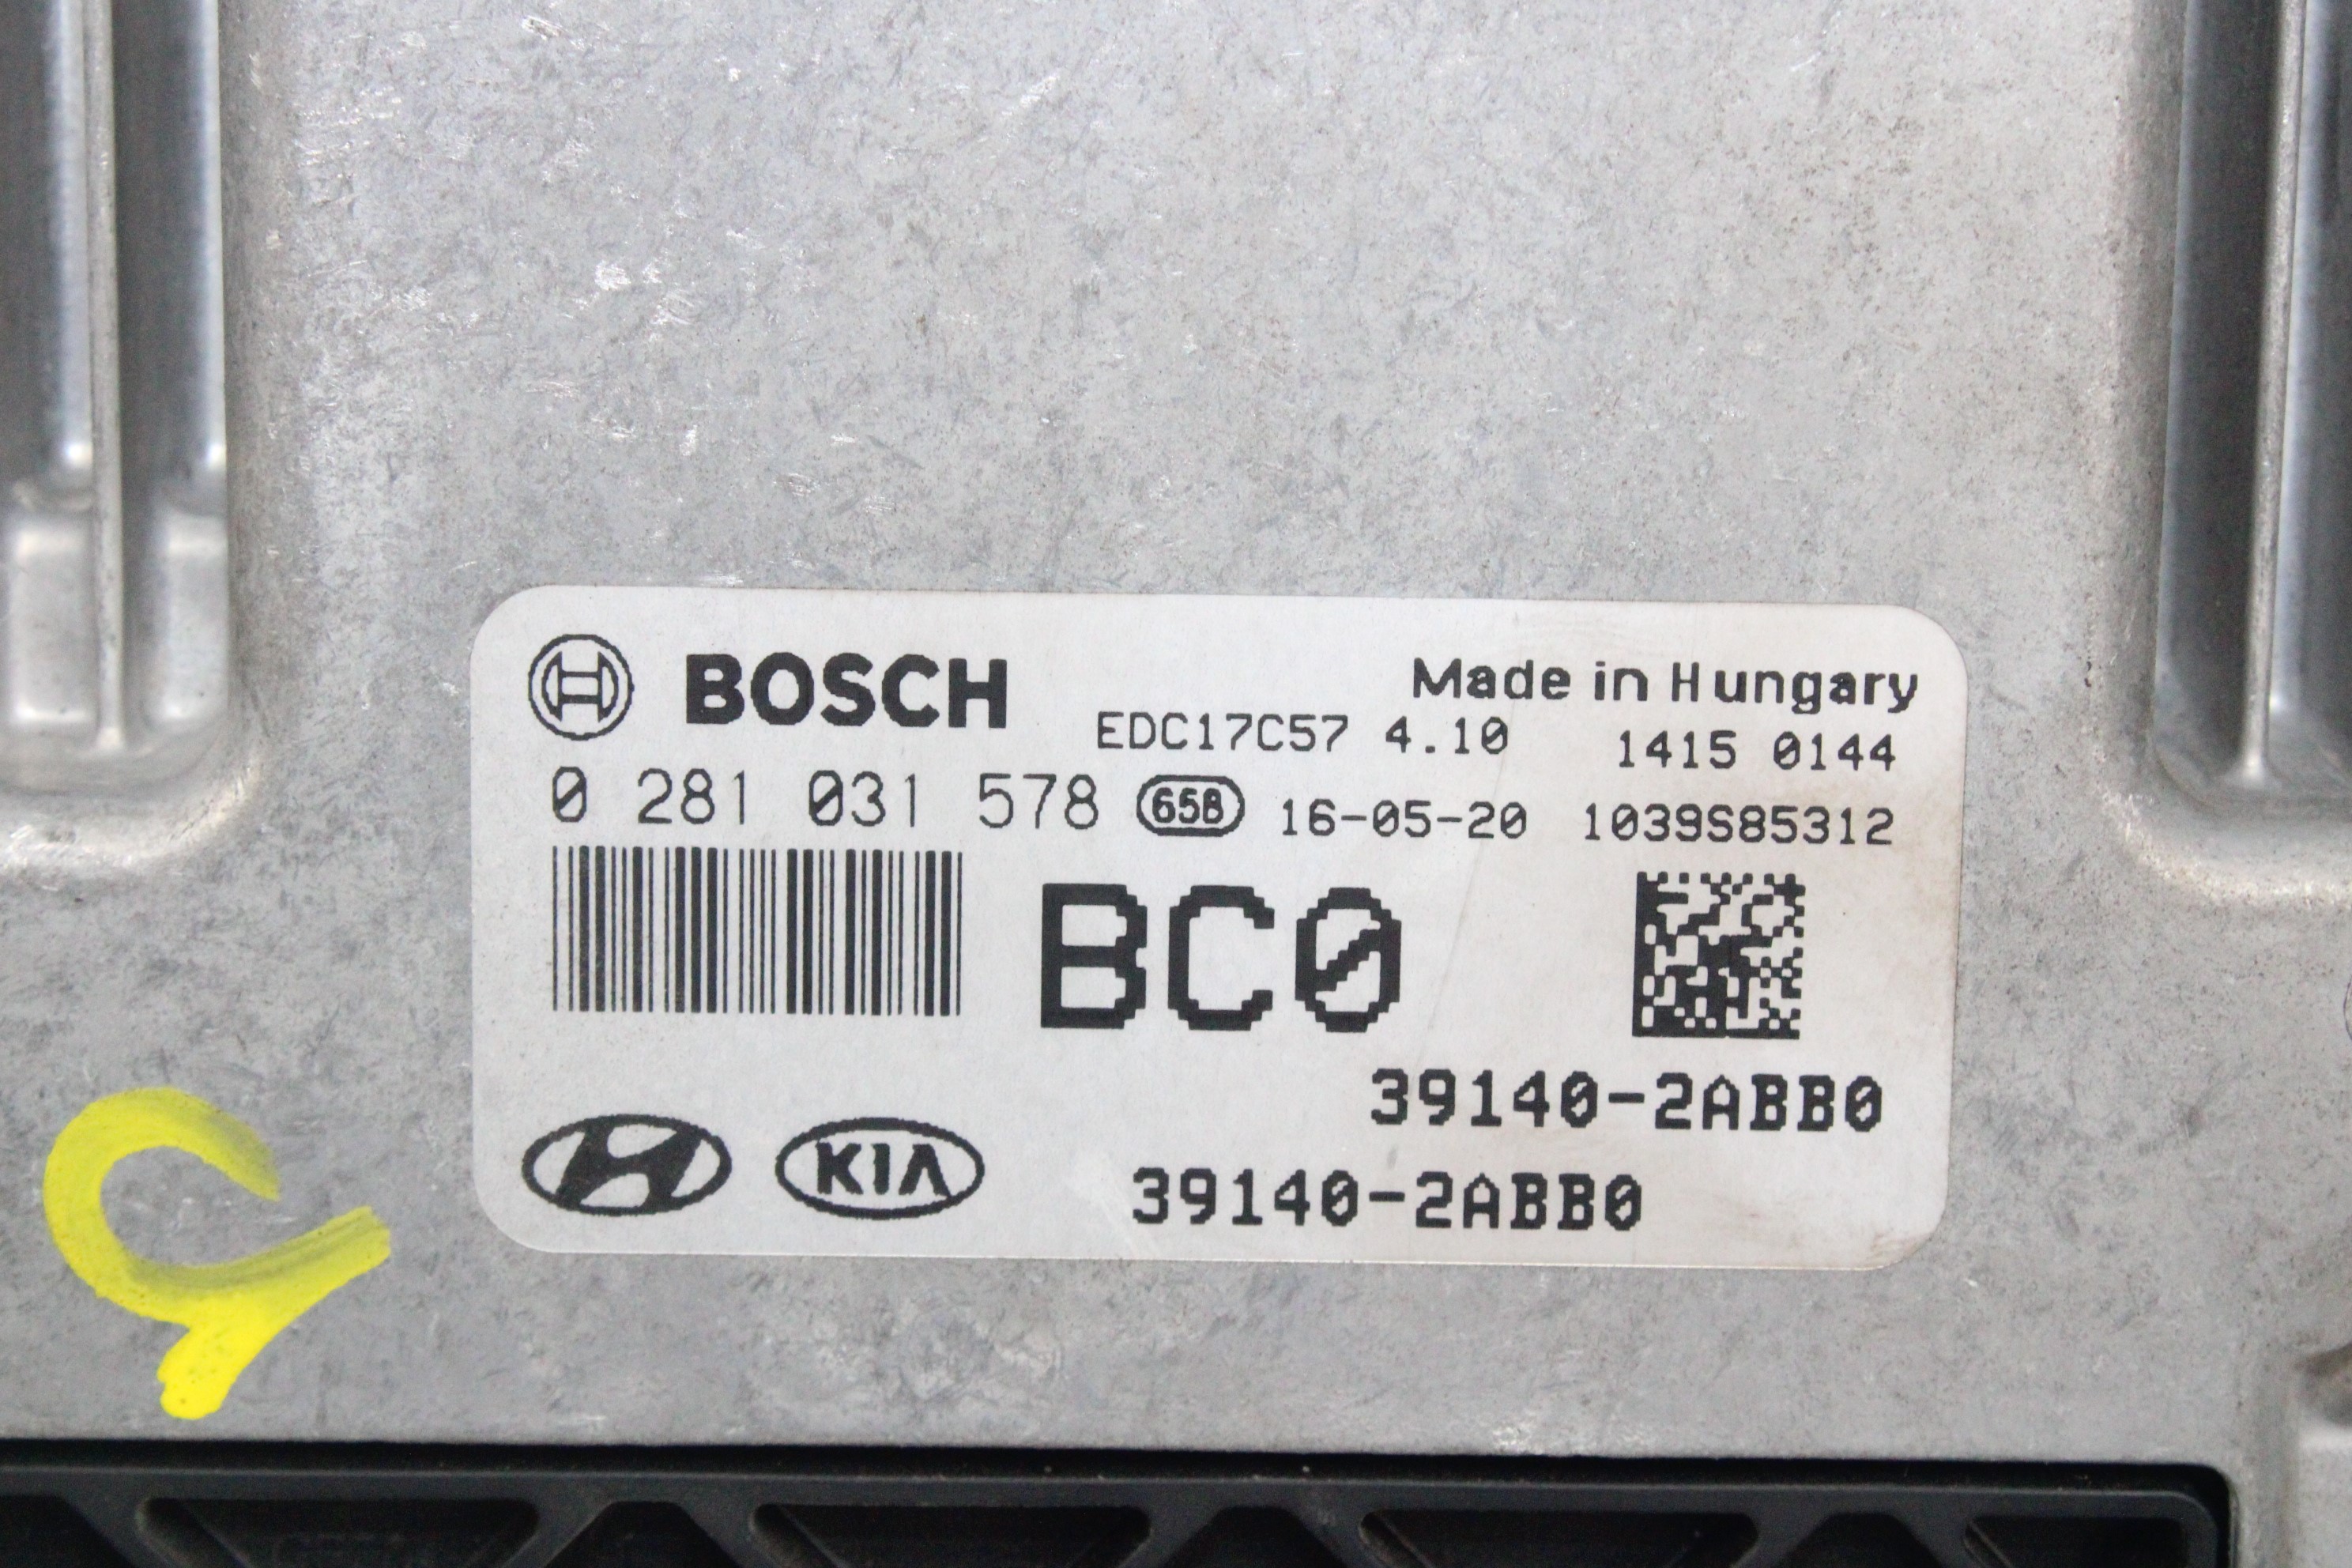 BOSCH
Made in Hungary
EDC17C57 4.10 1415 0144
0 281 031 578 658 16-05-20 1039S85312
BC0
39140-2ABB0
KIA 39140-2ABB0